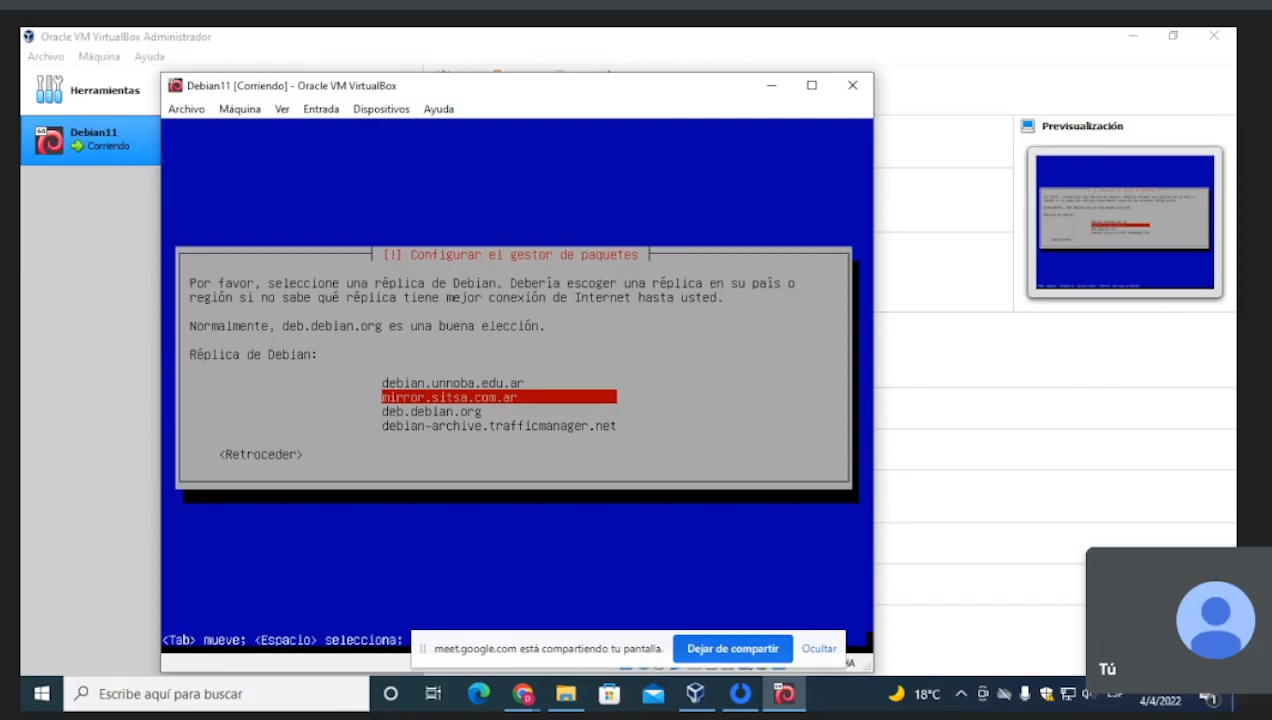 Oracle VM VirtualBox Administrador
Archivo Máquina Ayuda
Herramientas
Debian11
Corriendo
Debian11 [Corriendo] - Oracle VM VirtualBox
Archivo Máquina Ver Entrada Dispositivos Ayuda
[!] Configurar el gestor de paquetes
Por favor, seleccione una réplica de Debian. Debería escoger una réplica en su país o
región si no sabe qué réplica tiene mejor conexión de Internet hasta usted.
Normalmente, deb.debian.org es una buena elección.
Réplica de Debian:
debian.unnoba.edu.ar
mirror.sitsa.com.ar
deb.debian.org
debian-archive.trafficmanager.net
<Retroceder>
<Tab> mueve; <Espacio> selecciona;
Previsualización
meet.google.com está compartiendo tu pantalla.
Dejar de compartir
Ocultar
Tú
Escribe aquí para buscar
18°C
4/4/2022